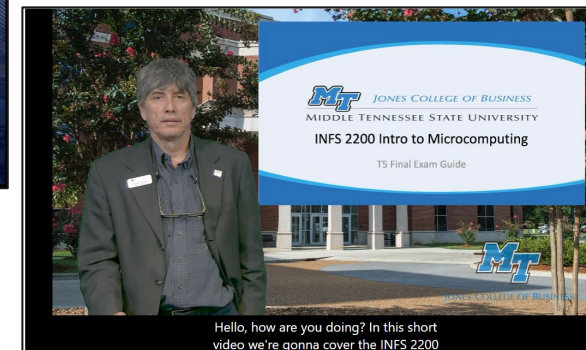 MT JONES COLLEGE OF BUSINESS
MIDDLE TENNESSEE STATE UNIVERSITY
INFS 2200 Intro to Microcomputing
T5 Final Exam Guide
MT
JONES COLLEGE OF BUSINESS
Hello, how are you doing? In this short
video we're gonna cover the INFS 2200